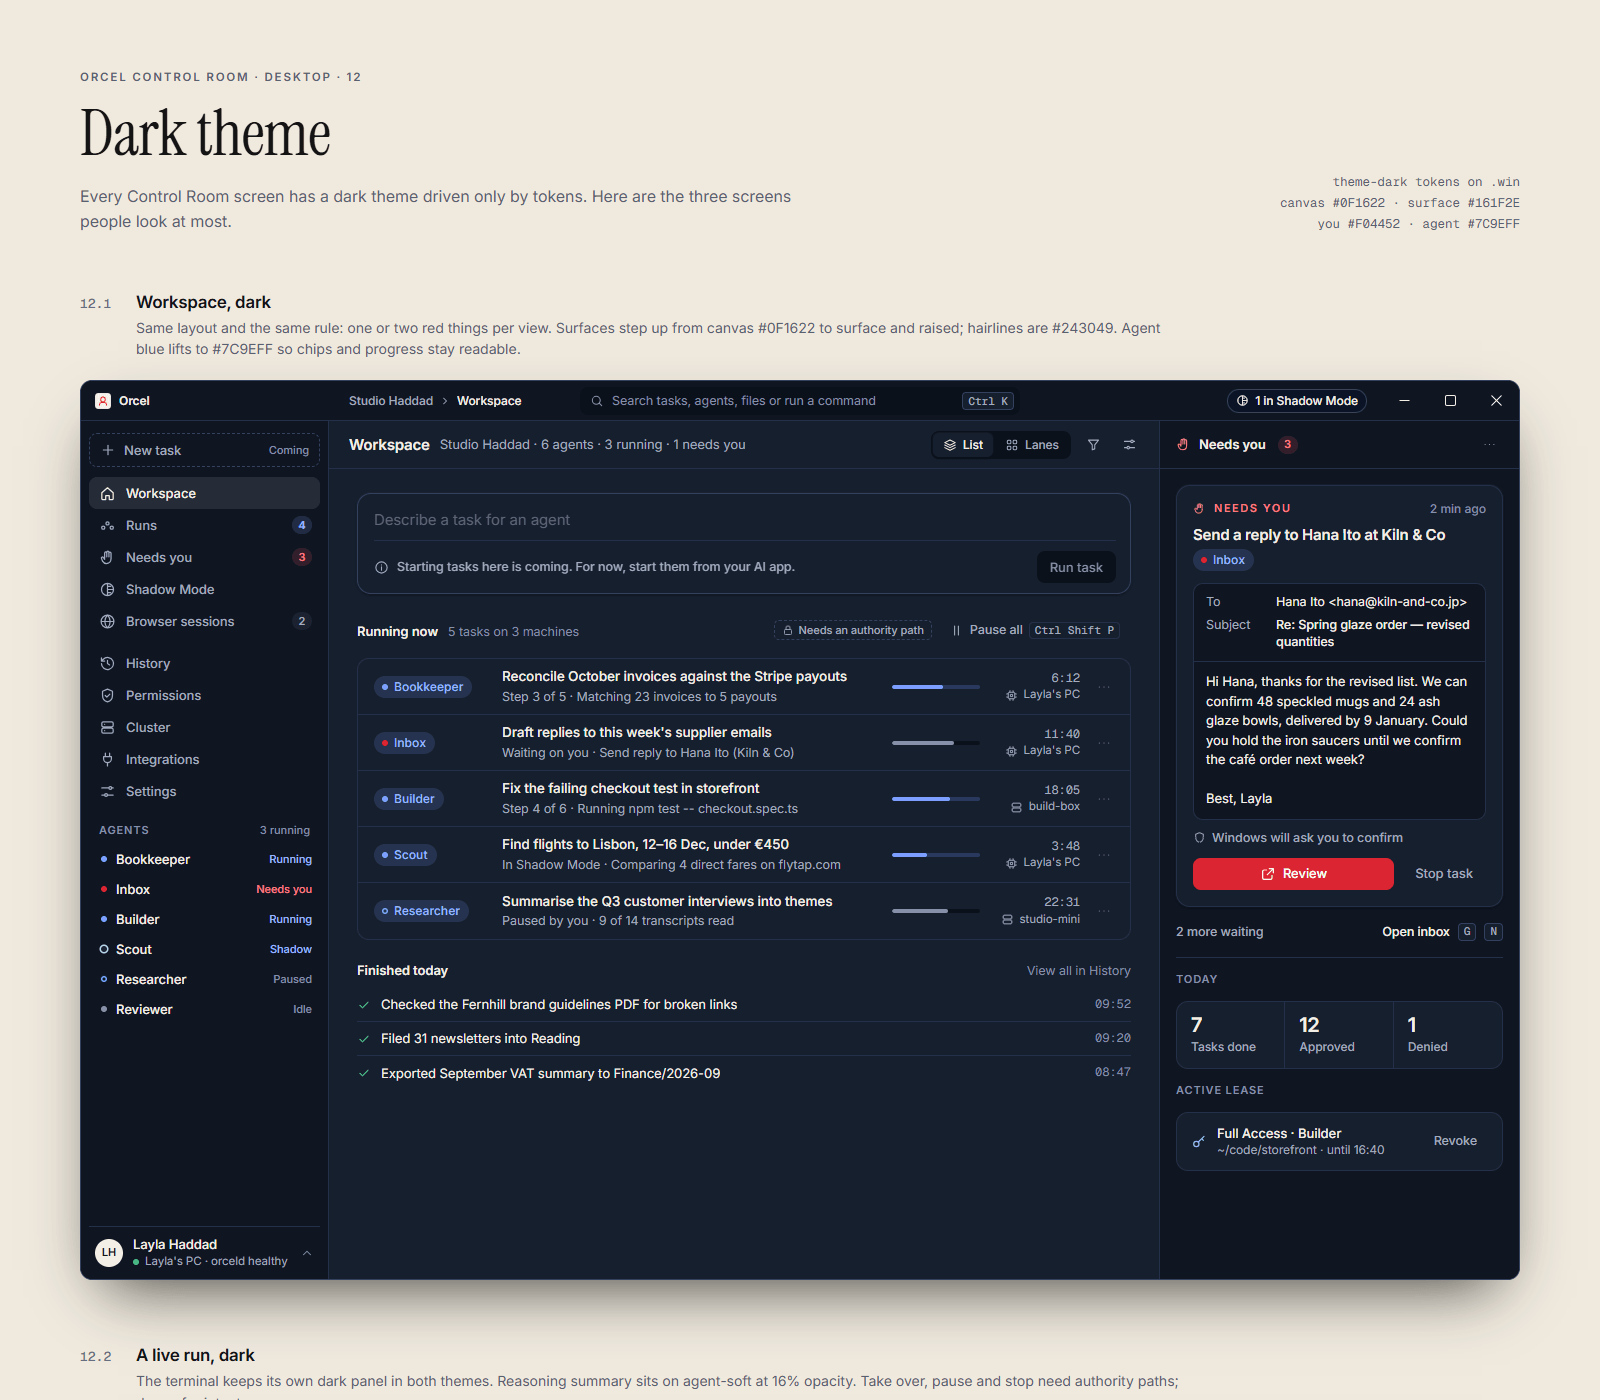 ORCEL CONTROL ROOM · DESKTOP · 12
Dark theme
Every Control Room screen has a dark theme driven only by tokens. Here are the three screens
people look at most.
theme-dark tokens on .win
canvas #0F1622 · surface #161F2E
you #F04452 · agent #7C9EFF
12.1
Workspace, dark
Same layout and the same rule: one or two red things per view. Surfaces step up from canvas #0F1622 to surface and raised; hairlines are #243049. Agent
blue lifts to #7C9EFF so chips and progress stay readable.
Orcel
Studio Haddad > Workspace
Search tasks, agents, files or run a command
Ctrl K
1 in Shadow Mode
New task
Coming
Workspace
Runs
4
Needs you
3
Shadow Mode
Browser sessions
2
History
Permissions
Cluster
Integrations
Settings
AGENTS
3 running
Bookkeeper
Running
Inbox
Needs you
Builder
Running
Scout
Shadow
Researcher
Paused
Reviewer
Idle
LH
Layla Haddad
Layla's PC · orceld healthy
Workspace
Studio Haddad · 6 agents · 3 running · 1 needs you
List
Lanes
Describe a task for an agent
Starting tasks here is coming. For now, start them from your AI app.
Run task
Running now
5 tasks on 3 machines
Needs an authority path
Pause all
Ctrl Shift P
Bookkeeper
Reconcile October invoices against the Stripe payouts
Step 3 of 5 · Matching 23 invoices to 5 payouts
6:12
Layla's PC
Inbox
Draft replies to this week's supplier emails
Waiting on you · Send reply to Hana Ito (Kiln & Co)
11:40
Layla's PC
Builder
Fix the failing checkout test in storefront
Step 4 of 6 · Running npm test -- checkout.spec.ts
18:05
build-box
Scout
Find flights to Lisbon, 12–16 Dec, under €450
In Shadow Mode · Comparing 4 direct fares on flytap.com
3:48
Layla's PC
Researcher
Summarise the Q3 customer interviews into themes
Paused by you · 9 of 14 transcripts read
22:31
studio-mini
Finished today
View all in History
Checked the Fernhill brand guidelines PDF for broken links
09:52
Filed 31 newsletters into Reading
09:20
Exported September VAT summary to Finance/2026-09
08:47
Needs you
3
NEEDS YOU
2 min ago
Send a reply to Hana Ito at Kiln & Co
Inbox
To
Hana Ito <hana@kiln-and-co.jp>
Subject
Re: Spring glaze order — revised
quantities
Hi Hana, thanks for the revised list. We can
confirm 48 speckled mugs and 24 ash
glaze bowls, delivered by 9 January. Could
you hold the iron saucers until we confirm
the café order next week?
Best, Layla
Windows will ask you to confirm
Review
Stop task
2 more waiting
Open inbox
G
N
TODAY
7
Tasks done
12
Approved
1
Denied
ACTIVE LEASE
Full Access · Builder
~/code/storefront · until 16:40
Revoke
12.2
A live run, dark
The terminal keeps its own dark panel in both themes. Reasoning summary sits on agent-soft at 16% opacity. Take over, pause and stop need authority paths;